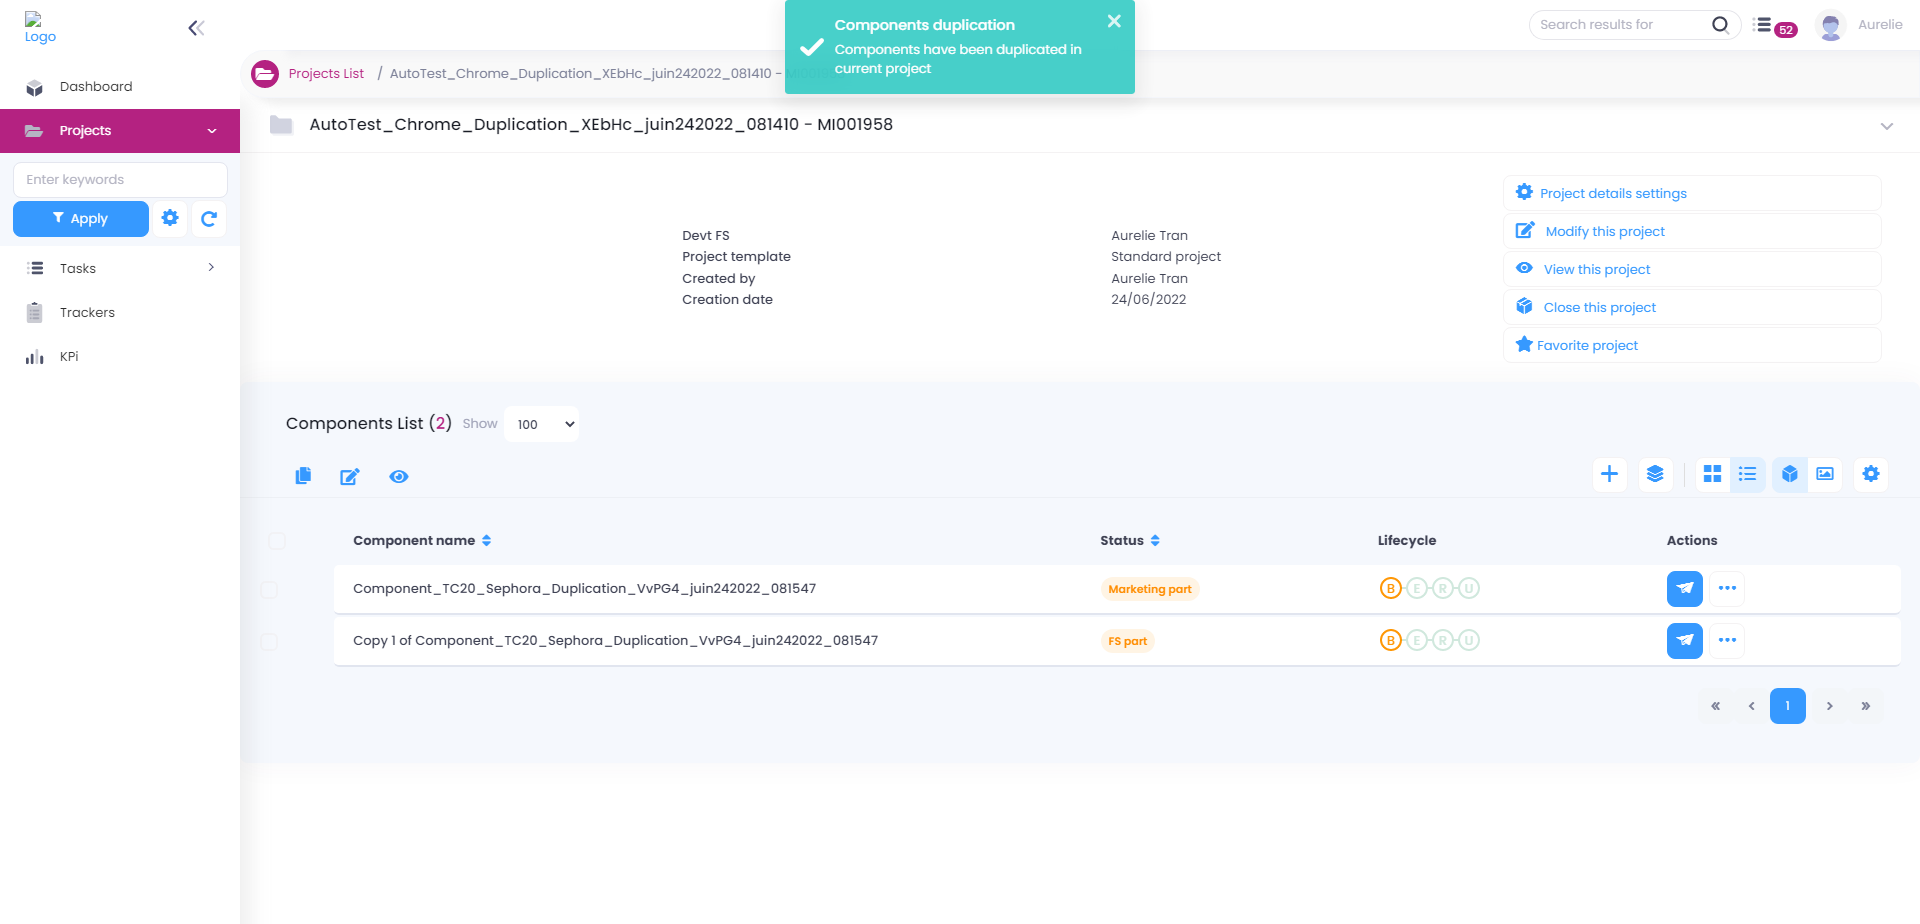 Logo
Components duplication
Components have been duplicated in
current project
Search results for
52
Aurelie
Projects List / AutoTest_Chrome_Duplication_XEbHc_juin242022_081410 -
Dashboard
Projects
Enter keywords
Apply
Tasks
Trackers
KPi
AutoTest_Chrome_Duplication_XEbHc_juin242022_081410 - MI001958
Devt FS Aurelie Tran
Project template Standard project
Created by Aurelie Tran
Creation date 24/06/2022
Project details settings
Modify this project
View this project
Close this project
Favorite project
Components List (2) Show 100
Component name Status Lifecycle Actions
Component_TC20_Sephora_Duplication_VvPG4_juin242022_081547 Marketing part B E R U
Copy 1 of Component_TC20_Sephora_Duplication_VvPG4_juin242022_081547 FS part B E R U
« ‹ 1 › »